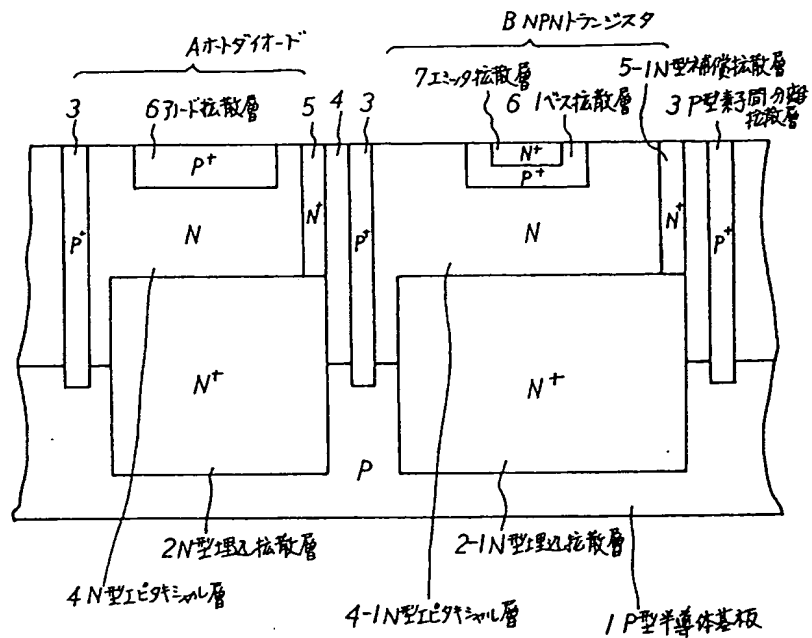 B NPNトランジスタ
A ホトダイオード
5-1N型補償拡散層
7エミッタ拡散層
3 6アノード拡散層 5 4 3 6 1ベース拡散層 3 P型素子間分離
拡散層
P+ N+ P+
P+ N+ P+ N+ P+
N N
N+ N+
P
2N型埋込拡散層 2-1N型埋込拡散層
4N型エピタキシャル層 4-1N型エピタキシャル層 1P型半導体基板